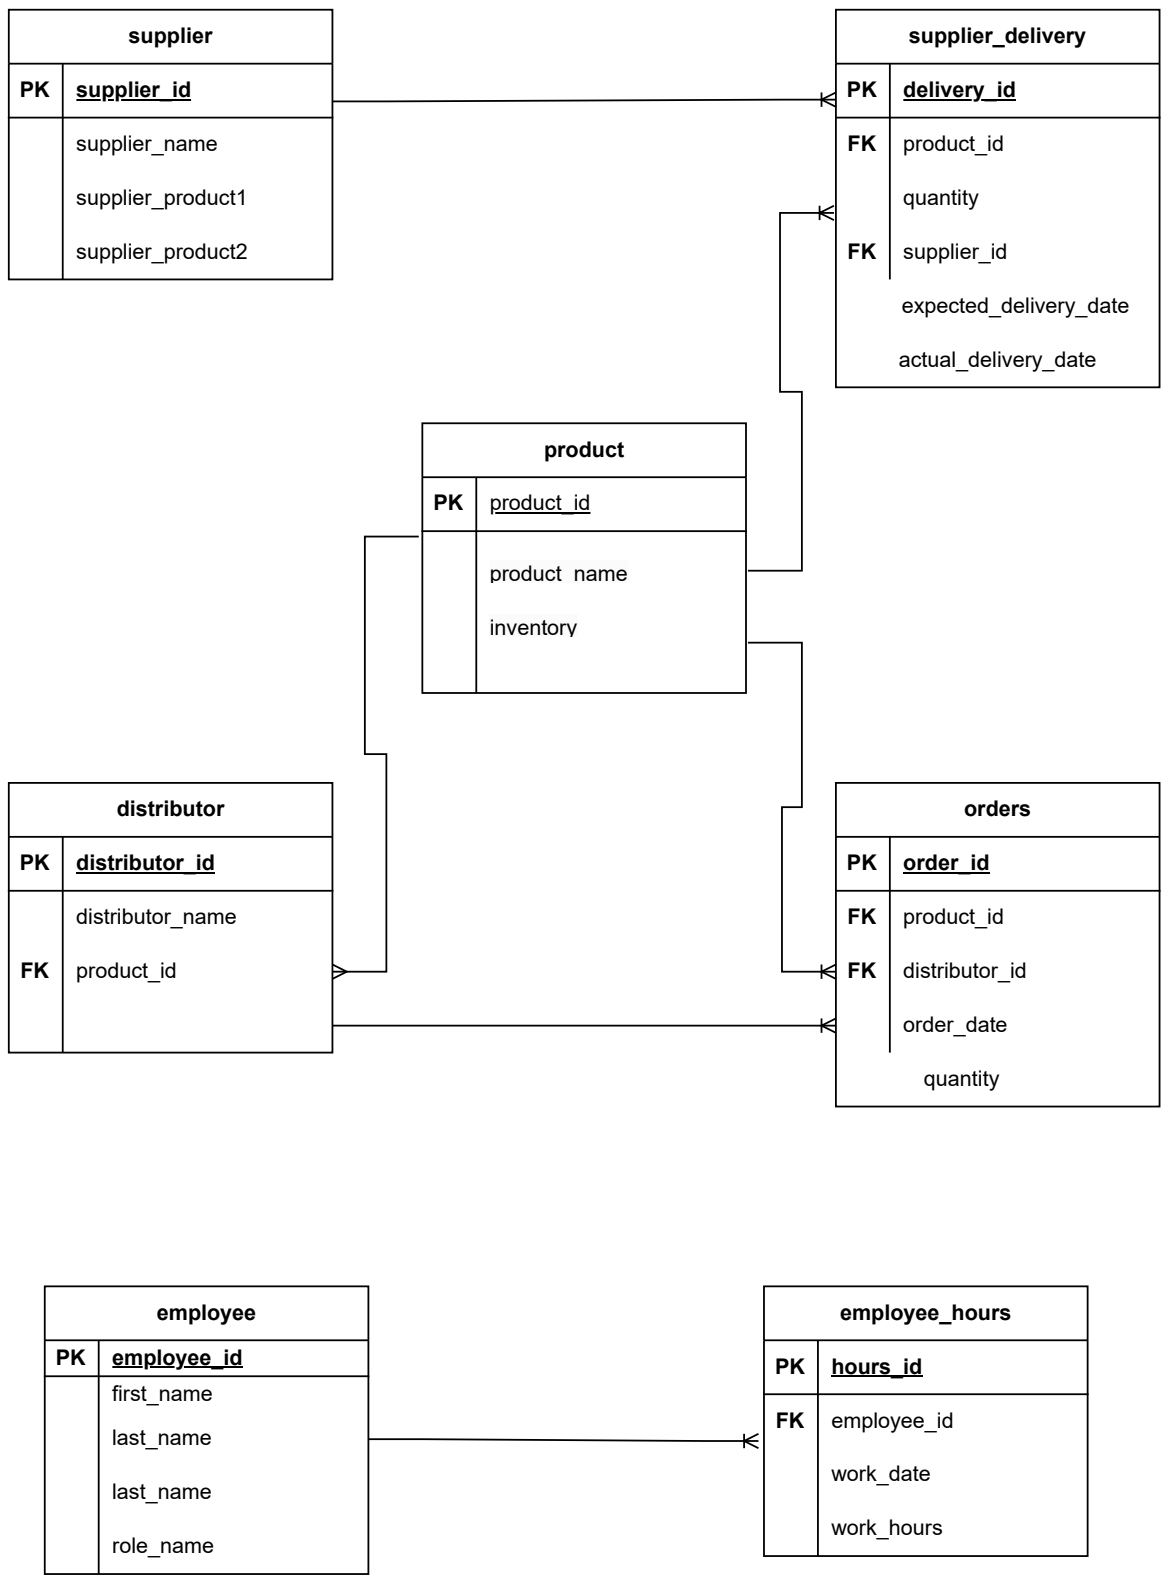 supplier
PK supplier_id
supplier_name
supplier_product1
supplier_product2
supplier_delivery
PK delivery_id
FK product_id
quantity
FK supplier_id
expected_delivery_date
actual_delivery_date
product
PK product_id
product_name
inventory
distributor
PK distributor_id
distributor_name
FK product_id
orders
PK order_id
FK product_id
FK distributor_id
order_date
quantity
employee
PK employee_id
first_name
last_name
last_name
role_name
employee_hours
PK hours_id
FK employee_id
work_date
work_hours